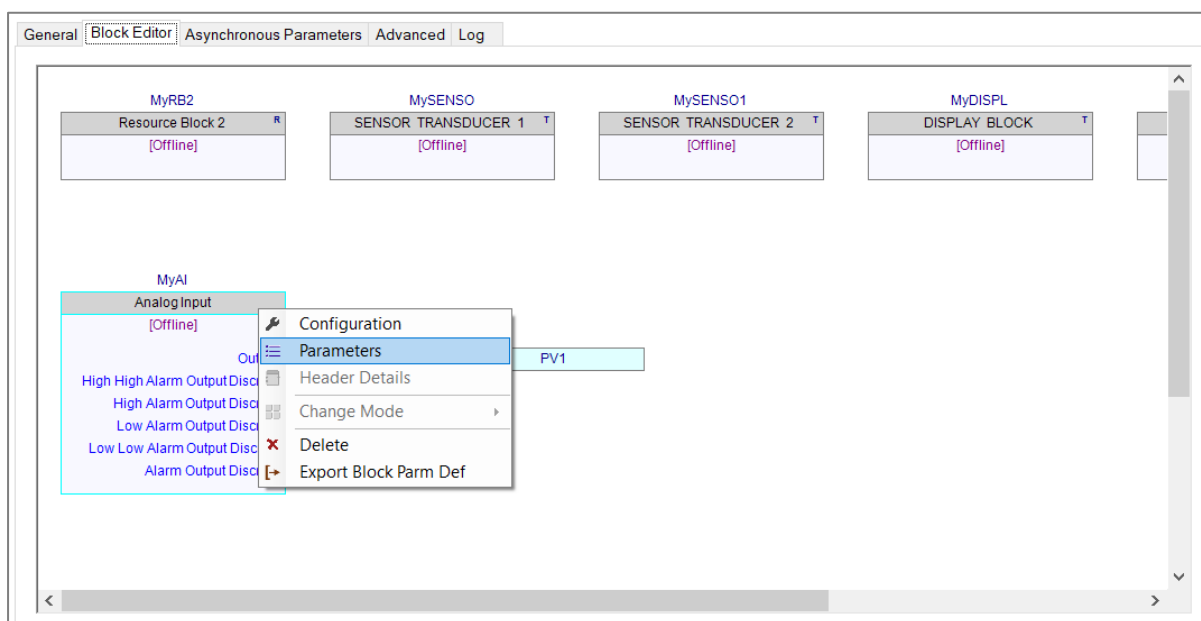 General Block Editor Asynchronous Parameters Advanced Log
MyRB2 MySENSO MySENSO1 MyDISPL
Resource Block 2 R SENSOR TRANSDUCER 1 T SENSOR TRANSDUCER 2 T DISPLAY BLOCK T
[Offline] [Offline] [Offline] [Offline]
MyAI
Analog Input
[Offline]
Out
High High Alarm Output Disc
High Alarm Output Disc
Low Alarm Output Disc
Low Low Alarm Output Disc
Alarm Output Disc
Configuration
Parameters
Header Details
Change Mode
Delete
Export Block Parm Def
PV1